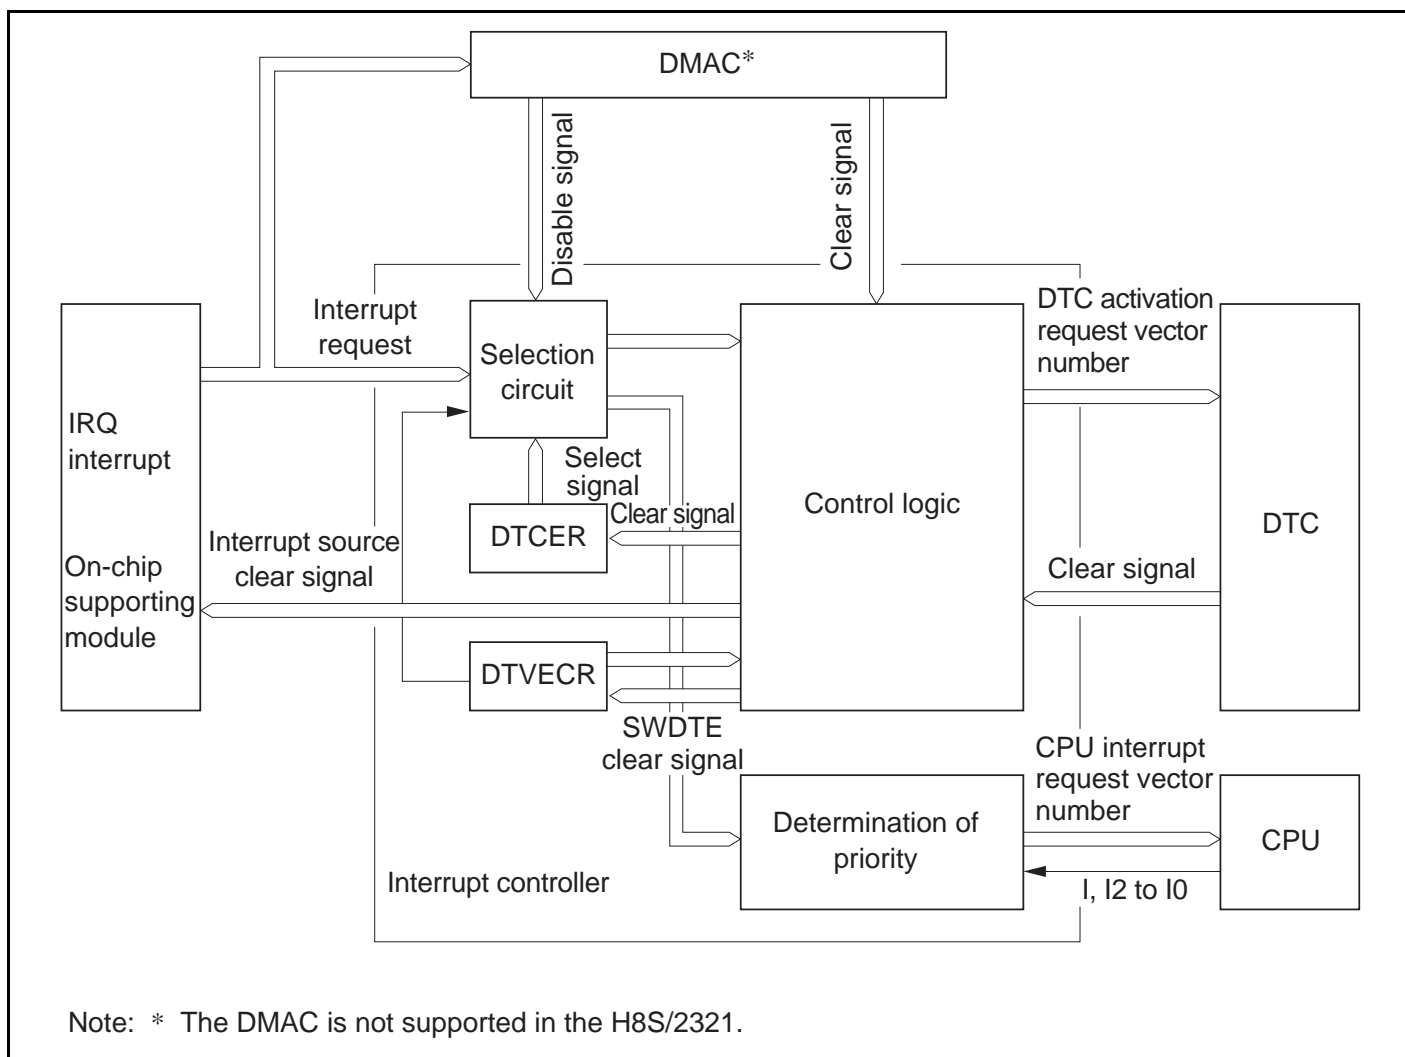 DMAC*
Disable signal
Clear signal
Interrupt
request
Selection
circuit
DTC activation
request vector
number
IRQ
interrupt
Select
signal
Control logic
DTC
DTCER
Clear signal
Interrupt source
clear signal
On-chip
supporting
module
Clear signal
DTVECR
SWDTE
clear signal
CPU interrupt
request vector
number
Determination of
priority
CPU
I, I2 to I0
Interrupt controller
Note: * The DMAC is not supported in the H8S/2321.